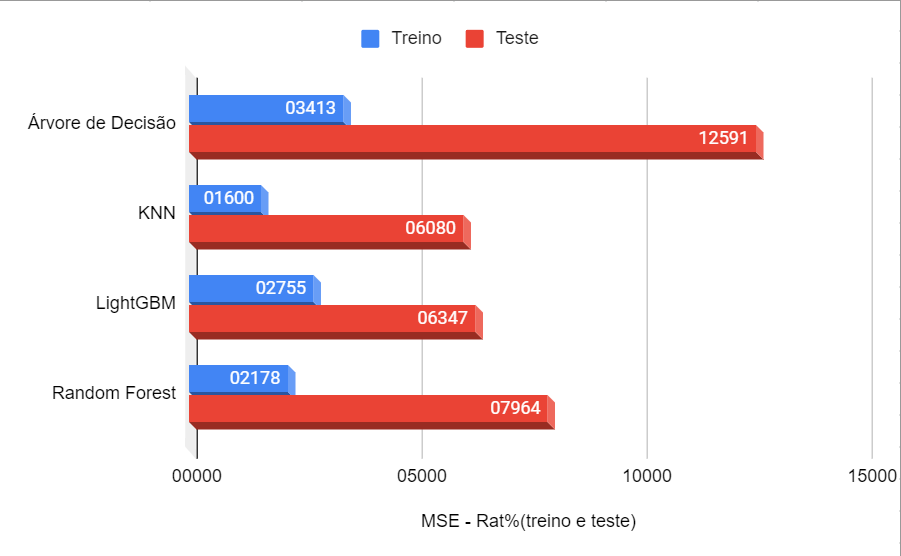 Treino Teste
Árvore de Decisão
03413
12591
KNN
01600
06080
LightGBM
02755
06347
Random Forest
02178
07964
00000 05000 10000 15000
MSE - Rat%(treino e teste)